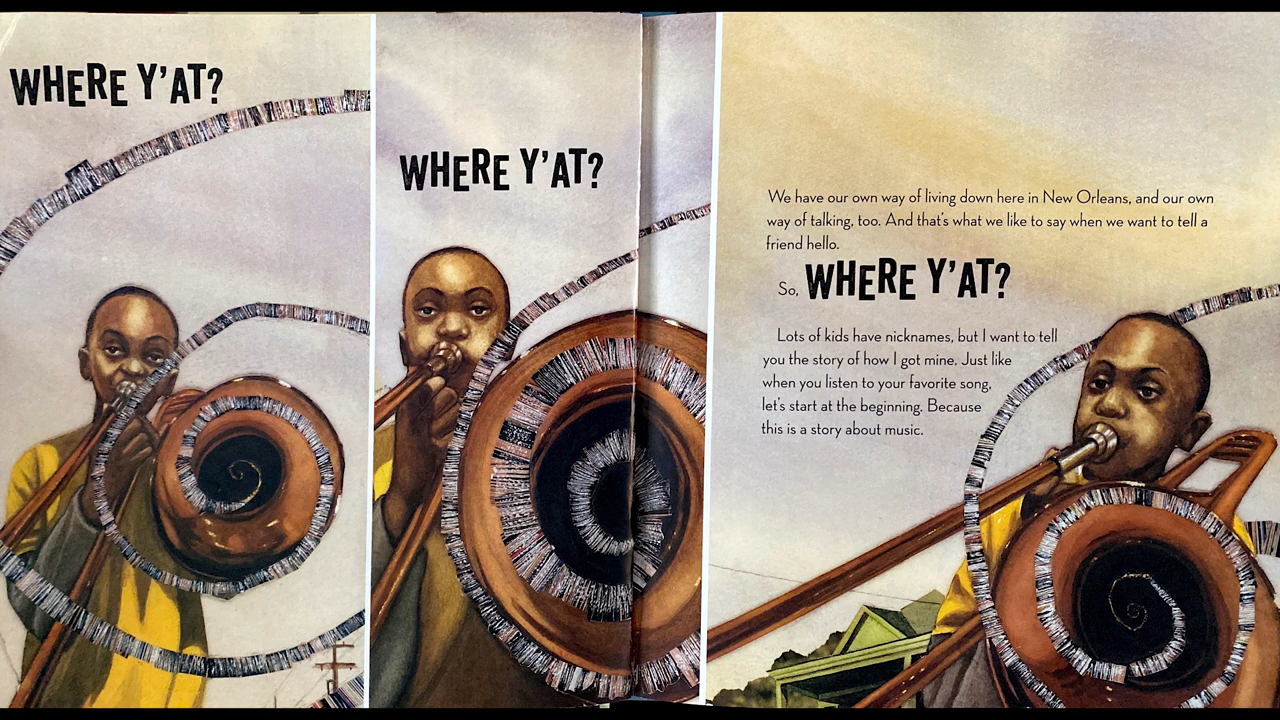 WHERE Y'AT?
WHERE Y'AT?
We have our own way of living down here in New Orleans, and our own
way of talking, too. And that's what we like to say when we want to tell a
friend hello.
So, WHERE Y'AT?
Lots of kids have nicknames, but I want to tell
you the story of how I got mine. Just like
when you listen to your favorite song,
let's start at the beginning. Because
this is a story about music.